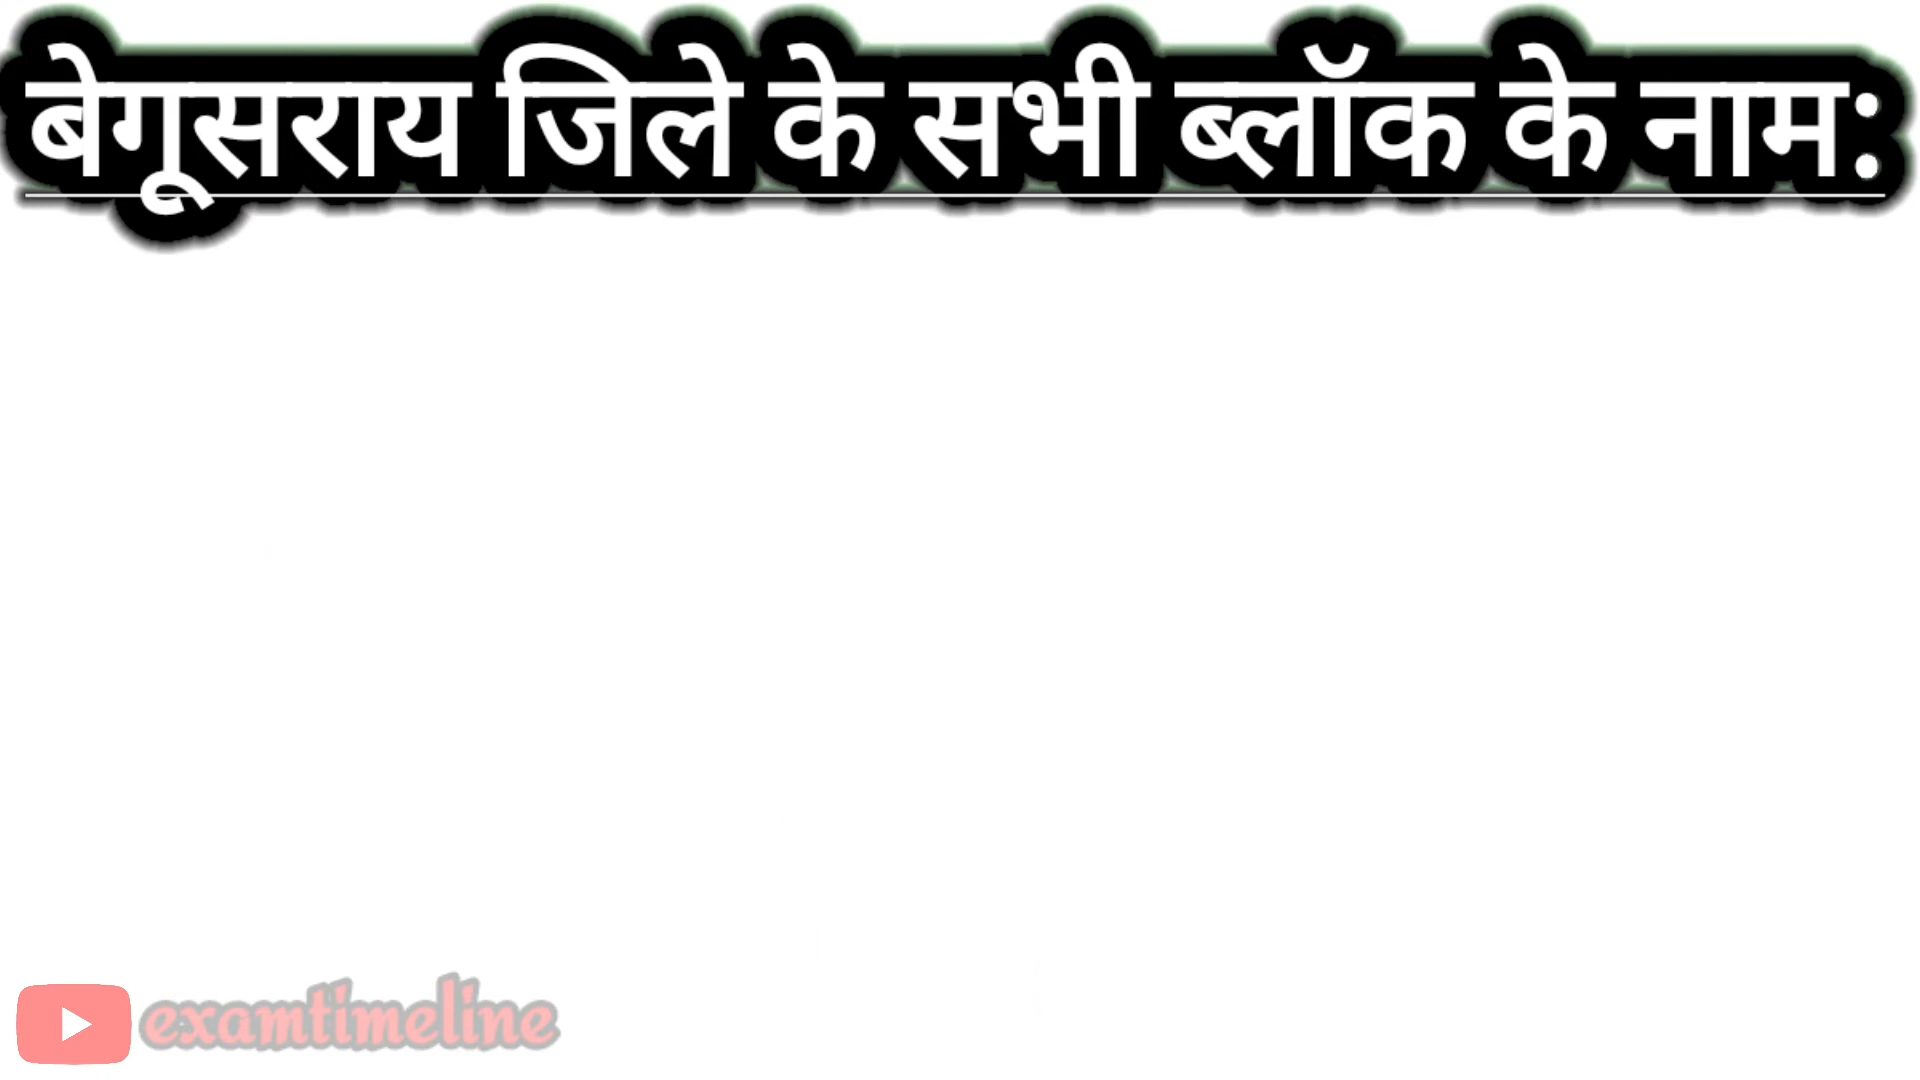 बेगूसराय जिले के सभी ब्लॉक के नाम:
examtimeline